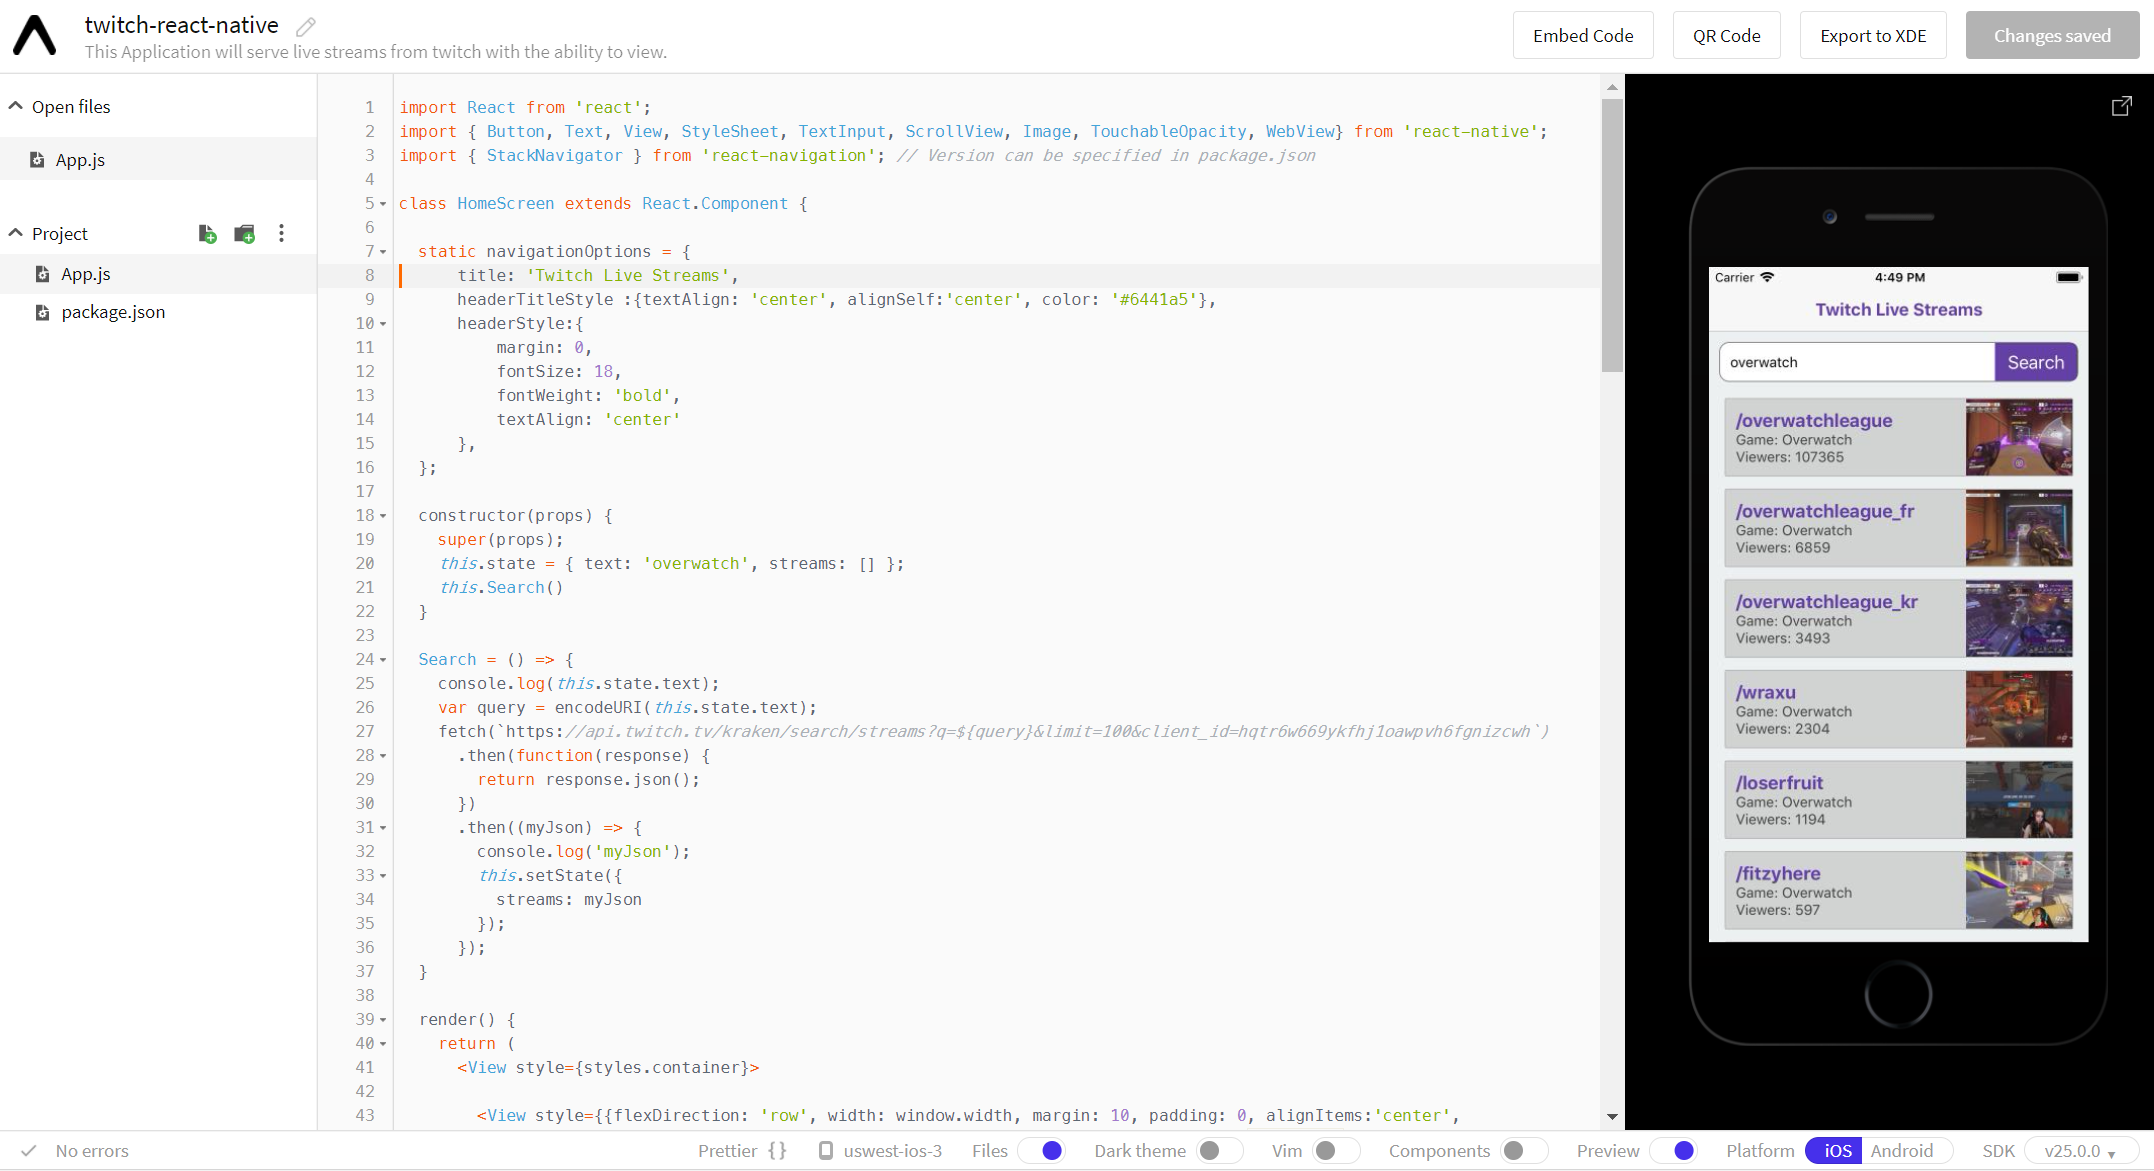 twitch-react-native
This Application will serve live streams from twitch with the ability to view.
Embed Code
QR Code
Export to XDE
Changes saved
Open files
App.js
Project
App.js
package.json
1 import React from 'react';
2 import { Button, Text, View, StyleSheet, TextInput, ScrollView, Image, TouchableOpacity, WebView} from 'react-native';
3 import { StackNavigator } from 'react-navigation'; // Version can be specified in package.json
4
5 class HomeScreen extends React.Component {
6
7 static navigationOptions = {
8 title: 'Twitch Live Streams',
9 headerTitleStyle :{textAlign: 'center', alignSelf:'center', color: '#6441a5'},
10 headerStyle:{
11 margin: 0,
12 fontSize: 18,
13 fontWeight: 'bold',
14 textAlign: 'center'
15 },
16 };
17
18 constructor(props) {
19 super(props);
20 this.state = { text: 'overwatch', streams: [] };
21 this.Search()
22 }
23
24 Search = () => {
25 console.log(this.state.text);
26 var query = encodeURI(this.state.text);
27 fetch(`https://api.twitch.tv/kraken/search/streams?q=${query}&limit=100&client_id=hqtr6w669ykfhj1oawpvh6fgnizcwh`)
28 .then(function(response) {
29 return response.json();
30 })
31 .then((myJson) => {
32 console.log('myJson');
33 this.setState({
34 streams: myJson
35 });
36 });
37 }
38
39 render() {
40 return (
41 <View style={styles.container}>
42
43 <View style={{flexDirection: 'row', width: window.width, margin: 10, padding: 0, alignItems:'center',
Carrier 4:49 PM
Twitch Live Streams
overwatch Search
/overwatchleague
Game: Overwatch
Viewers: 107365
/overwatchleague_fr
Game: Overwatch
Viewers: 6859
/overwatchleague_kr
Game: Overwatch
Viewers: 3493
/wraxu
Game: Overwatch
Viewers: 2304
/loserfruit
Game: Overwatch
Viewers: 1194
/fitzyhere
Game: Overwatch
Viewers: 597
No errors
Prettier {}
uswest-ios-3
Files
Dark theme
Vim
Components
Preview
Platform iOS Android
SDK v25.0.0